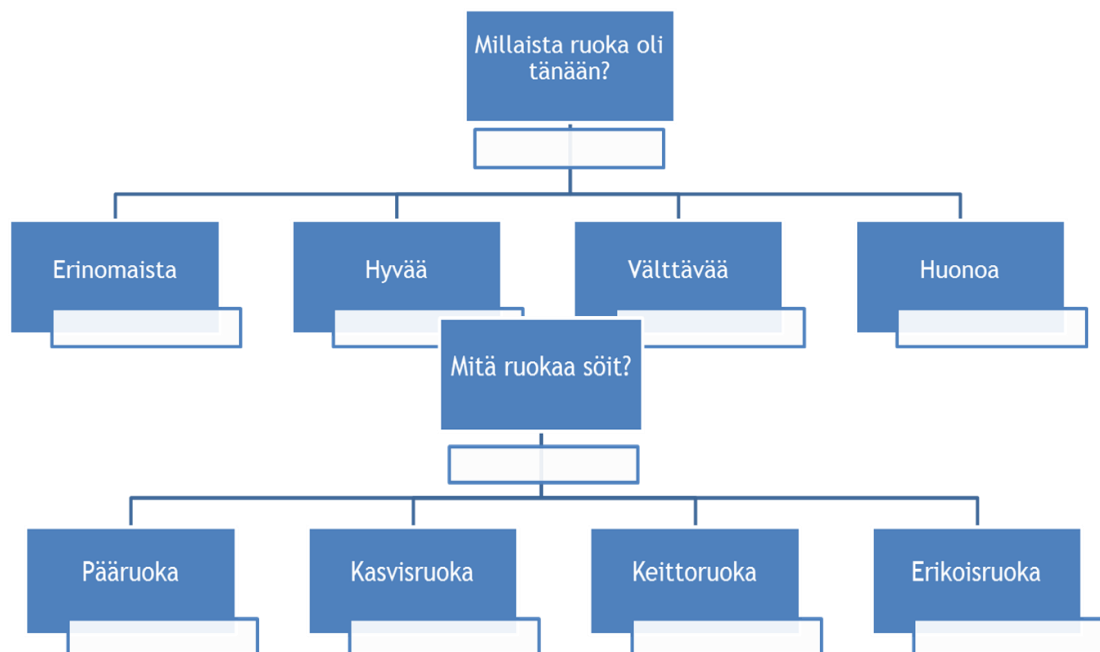 Millaista ruoka oli
tänään?
Erinomaista
Hyvää
Välttävää
Huonoa
Mitä ruokaa söit?
Pääruoka
Kasvisruoka
Keittoruoka
Erikoisruoka